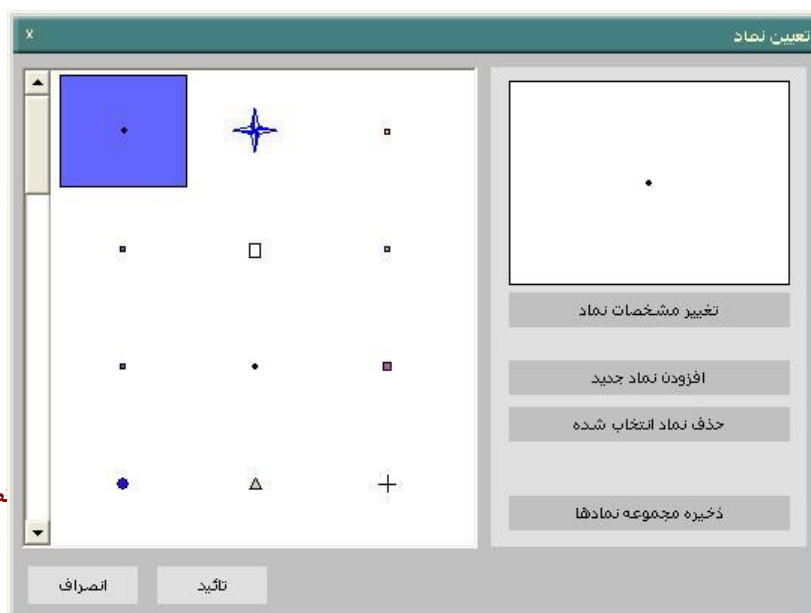 تعیین نماد
x
تغییر مشخصات نماد
افزودن نماد جدید
حذف نماد انتخاب شده
ذخیره مجموعه نمادها
تائید
انصراف